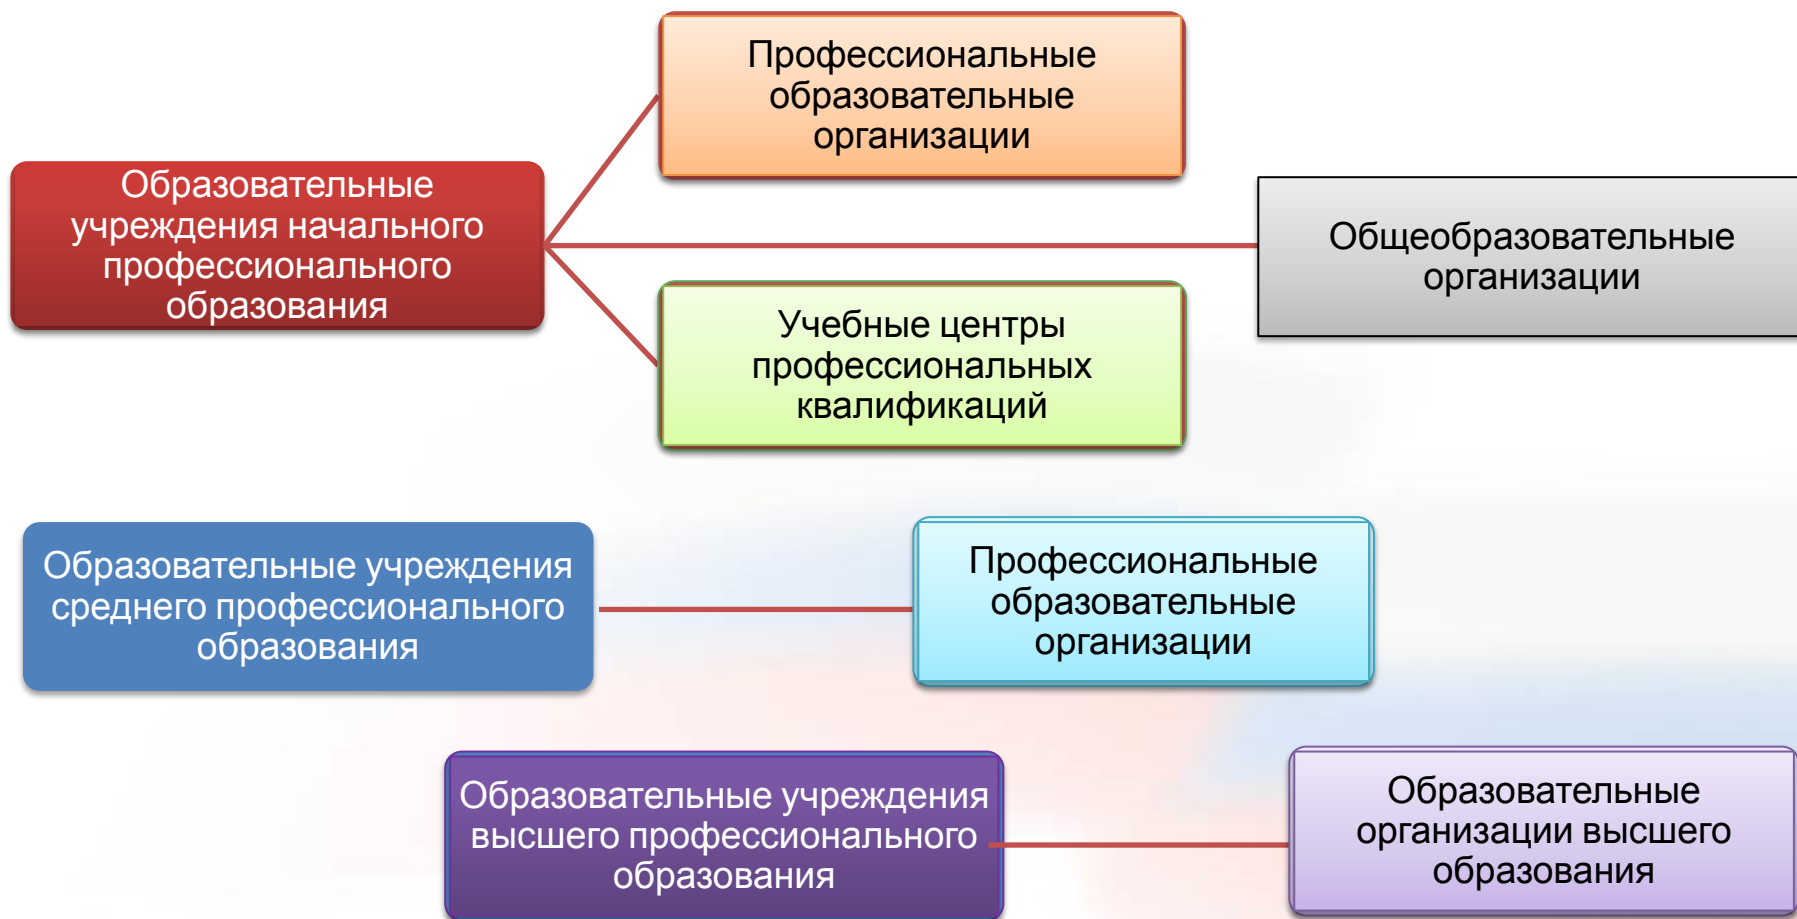 Профессиональные
образовательные
организации
Образовательные
учреждения начального
профессионального
образования
Общеобразовательные
организации
Учебные центры
профессиональных
квалификаций
Образовательные учреждения
среднего профессионального
образования
Профессиональные
образовательные
организации
Образовательные учреждения
высшего профессионального
образования
Образовательные
организации высшего
образования